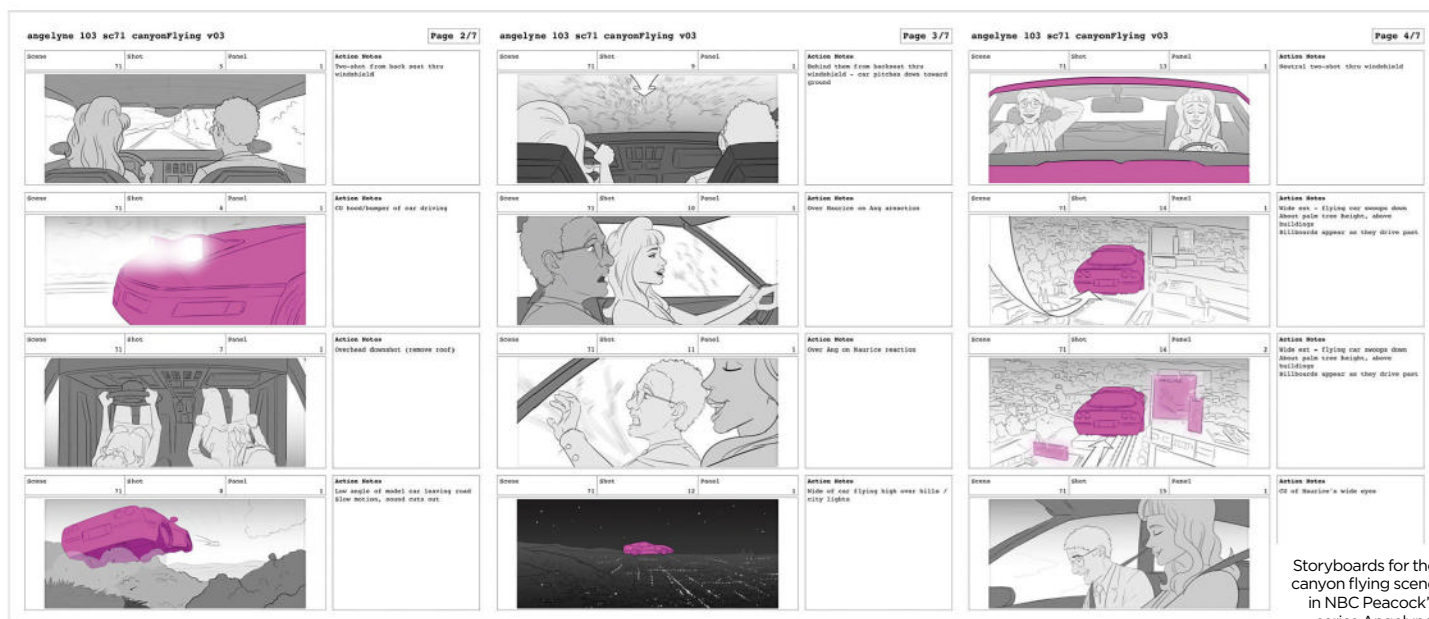 angelyne 103 sc71 canyonFlying v03
Page 2/7
Scene Shot Panel
71 5 1
Action Notes
Two-shot from back seat thru
windshield
Scene Shot Panel
71 6 1
Action Notes
CU hood/bumper of car driving
Scene Shot Panel
71 7 1
Action Notes
Overhead downshot (remove roof)
Scene Shot Panel
71 8 1
Action Notes
Low angle of model car leaving road
Slow motion, sound cuts out
angelyne 103 sc71 canyonFlying v03
Page 3/7
Scene Shot Panel
71 9 1
Action Notes
Behind them from backseat thru
windshield - car pitches down toward
ground
Scene Shot Panel
71 10 1
Action Notes
Over Maurice on Ang
Scene Shot Panel
71 11 1
Action Notes
Over Ang on Maurice reaction
Scene Shot Panel
71 12 1
Action Notes
Wide of car flying high over hills /
city lights
angelyne 103 sc71 canyonFlying v03
Page 4/7
Scene Shot Panel
71 13 1
Action Notes
Neutral two-shot thru windshield
Scene Shot Panel
71 14 1
Action Notes
Wide est - flying car swoops down
About palm tree height, above
buildings
Billboards appear as they drive past
Scene Shot Panel
71 14 2
Action Notes
Wide est - flying car swoops down
About palm tree height, above
buildings
Billboards appear as they drive past
Scene Shot Panel
71 15 1
Action Notes
CU of Maurice's wide eyes
Storyboards for the
canyon flying scene
in NBC Peacock'